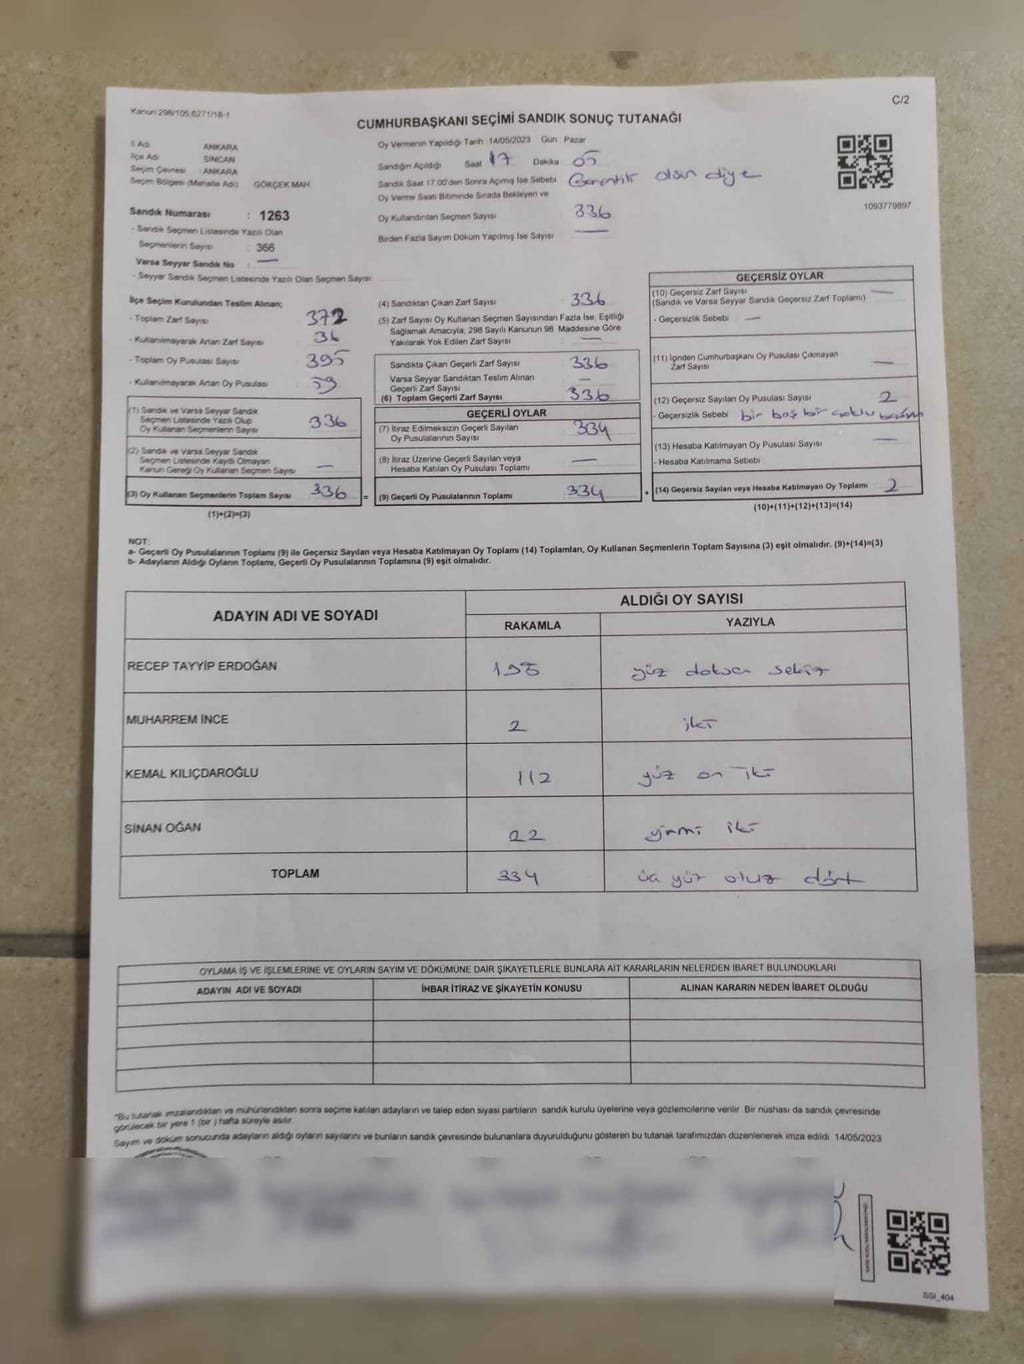 Kanun:298/105;6271/18-1
C/2
CUMHURBAŞKANI SEÇİMİ SANDIK SONUÇ TUTANAĞI
İl Adı ANKARA
İlçe Adı SİNCAN
Seçim Çevresi : ANKARA
Seçim Bölgesi (Mahalle Adı) GÖKÇEK MAH.
Sandık Numarası : 1263
- Sandık Seçmen Listesinde Yazılı Olan
Seçmenlerin Sayısı 366
Varsa Seyyar Sandık No : —
- Seyyar Sandık Seçmen Listesinde Yazılı Olan Seçmen Sayısı
Oy Vermenin Yapıldığı Tarih 14/05/2023 Gün : Pazar
Sandığın Açıldığı Saat 17 Dakika 05
Sandık Saat 17.00'den Sonra Açılmış İse Sebebi Garantili olsun diye
Oy Verme Saati Bitiminde Sırada Bekleyen ve
Oy Kullandırılan Seçmen Sayısı 336
Birden Fazla Sayım Döküm Yapılmış İse Sayısı —
1093779897
İlçe Seçim Kurulundan Teslim Alınan;
- Toplam Zarf Sayısı 372
- Kullanılmayarak Artan Zarf Sayısı 36
- Toplam Oy Pusulası Sayısı 395
- Kullanılmayarak Artan Oy Pusulası 59
(1) Sandık ve Varsa Seyyar Sandık
Seçmen Listesinde Yazılı Olup
Oy Kullanan Seçmenlerin Sayısı 336
(2) Sandık ve Varsa Seyyar Sandık
Seçmen Listesinde Kayıtlı Olmayan
Kanun Gereği Oy Kullanan Seçmen Sayısı —
(3) Oy Kullanan Seçmenlerin Toplam Sayısı 336 =
(1)+(2)=(3)
(4) Sandıktan Çıkan Zarf Sayısı 336
(5) Zarf Sayısı Oy Kullanan Seçmen Sayısından Fazla İse, Eşitliği
Sağlamak Amacıyla, 298 Sayılı Kanunun 98. Maddesine Göre
Yakılarak Yok Edilen Zarf Sayısı —
Sandıkta Çıkan Geçerli Zarf Sayısı 336
Varsa Seyyar Sandıktan Teslim Alınan
Geçerli Zarf Sayısı —
(6) Toplam Geçerli Zarf Sayısı 336
GEÇERLİ OYLAR
(7) İtiraz Edilmeksizin Geçerli Sayılan
Oy Pusulalarının Sayısı 334
(8) İtiraz Üzerine Geçerli Sayılan veya
Hesaba Katılan Oy Pusulası Toplamı —
(9) Geçerli Oy Pusulalarının Toplamı 334 +
GEÇERSİZ OYLAR
(10) Geçersiz Zarf Sayısı —
(Sandık ve Varsa Seyyar Sandık Geçersiz Zarf Toplamı)
- Geçersizlik Sebebi —
(11) İçinden Cumhurbaşkanı Oy Pusulası Çıkmayan
Zarf Sayısı —
(12) Geçersiz Sayılan Oy Pusulası Sayısı 2
- Geçersizlik Sebebi bir boş bir çoklu basım
(13) Hesaba Katılmayan Oy Pusulası Sayısı —
- Hesaba Katılmama Sebebi
(14) Geçersiz Sayılan veya Hesaba Katılmayan Oy Toplamı 2
(10)+(11)+(12)+(13)=(14)
NOT:
a- Geçerli Oy Pusulalarının Toplamı (9) ile Geçersiz Sayılan veya Hesaba Katılmayan Oy Toplamı (14) Toplamları, Oy Kullanan Seçmenlerin Toplam Sayısına (3) eşit olmalıdır. (9)+(14)=(3)
b- Adayların Aldığı Oyların Toplamı, Geçerli Oy Pusulalarının Toplamına (9) eşit olmalıdır.
ADAYIN ADI VE SOYADI
ALDIĞI OY SAYISI
RAKAMLA YAZIYLA
RECEP TAYYİP ERDOĞAN 198 yüz doksan sekiz
MUHARREM İNCE 2 iki
KEMAL KILIÇDAROĞLU 112 yüz on iki
SİNAN OĞAN 22 yirmi iki
TOPLAM 334 üç yüz otuz dört
OYLAMA İŞ VE İŞLEMLERİNE VE OYLARIN SAYIM VE DÖKÜMÜNE DAİR ŞİKAYETLERLE BUNLARA AİT KARARLARIN NELERDEN İBARET BULUNDUKLARI
ADAYIN ADI VE SOYADI İHBAR İTİRAZ VE ŞİKAYETİN KONUSU ALINAN KARARIN NEDEN İBARET OLDUĞU
*Bu tutanak imzalandıktan ve mühürlendikten sonra seçime katılan adayların ve talep eden siyasi partilerin sandık kurulu üyelerine veya gözlemcilerine verilir. Bir nüshası da sandık çevresinde
görülecek bir yere 1 (bir) hafta süreyle asılır.
Sayım ve döküm sonucunda adayların aldığı oyların sayılarını ve bunların sandık çevresinde bulunanlara duyurulduğunu gösteren bu tutanak tarafımızdan düzenlenerek imza edildi. 14/05/2023
SGI_404